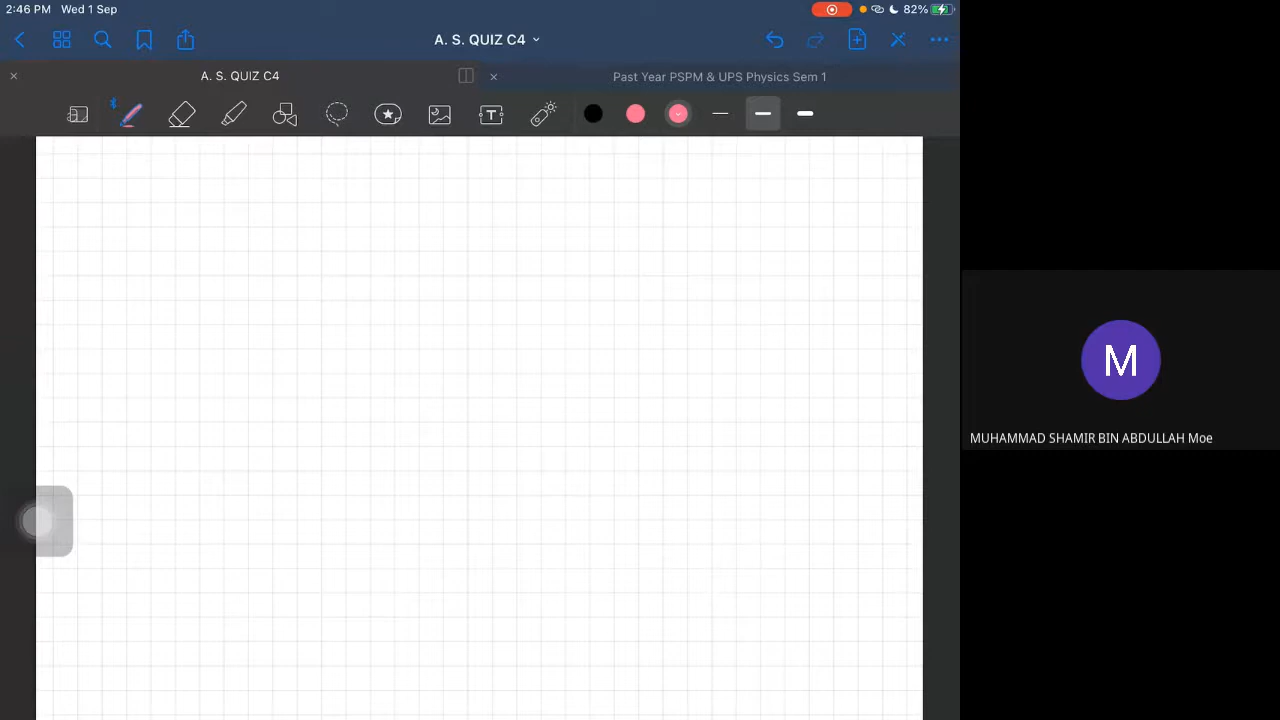 2:46 PM Wed 1 Sep
82%
A. S. QUIZ C4
A. S. QUIZ C4
Past Year PSPM & UPS Physics Sem 1
T
M
MUHAMMAD SHAMIR BIN ABDULLAH Moe